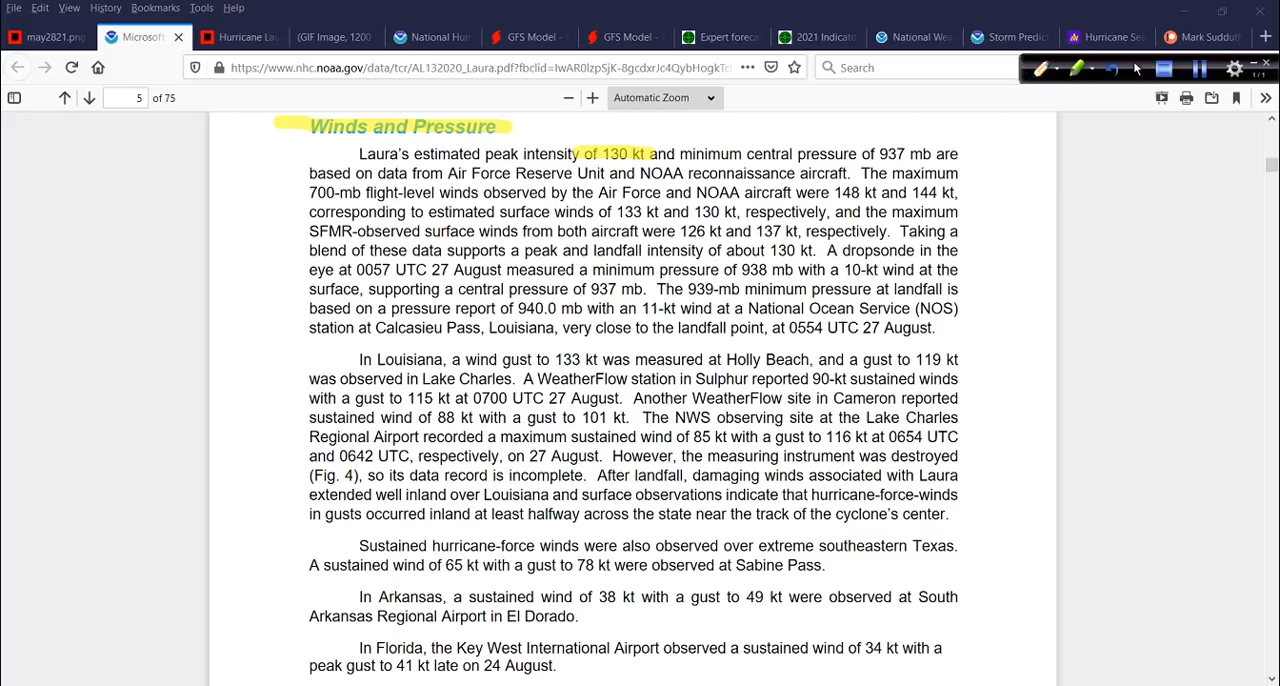 File Edit View History Bookmarks Tools Help
may2821.png Microsoft Hurricane Lau (GIF Image, 1200 National Hur GFS Model - GFS Model - Expert foreca 2021 Indicato National Wea Storm Predic Hurricane Sea Mark Sudduth
https://www.nhc.noaa.gov/data/tcr/AL132020_Laura.pdf?fbclid= Search 1/1
5 of 75 Automatic Zoom
Winds and Pressure
Laura's estimated peak intensity of 130 kt and minimum central pressure of 937 mb are
based on data from Air Force Reserve Unit and NOAA reconnaissance aircraft. The maximum
700-mb flight-level winds observed by the Air Force and NOAA aircraft were 148 kt and 144 kt,
corresponding to estimated surface winds of 133 kt and 130 kt, respectively, and the maximum
SFMR-observed surface winds from both aircraft were 126 kt and 137 kt, respectively. Taking a
blend of these data supports a peak and landfall intensity of about 130 kt. A dropsonde in the
eye at 0057 UTC 27 August measured a minimum pressure of 938 mb with a 10-kt wind at the
surface, supporting a central pressure of 937 mb. The 939-mb minimum pressure at landfall is
based on a pressure report of 940.0 mb with an 11-kt wind at a National Ocean Service (NOS)
station at Calcasieu Pass, Louisiana, very close to the landfall point, at 0554 UTC 27 August.
In Louisiana, a wind gust to 133 kt was measured at Holly Beach, and a gust to 119 kt
was observed in Lake Charles. A WeatherFlow station in Sulphur reported 90-kt sustained winds
with a gust to 115 kt at 0700 UTC 27 August. Another WeatherFlow site in Cameron reported
sustained wind of 88 kt with a gust to 101 kt. The NWS observing site at the Lake Charles
Regional Airport recorded a maximum sustained wind of 85 kt with a gust to 116 kt at 0654 UTC
and 0642 UTC, respectively, on 27 August. However, the measuring instrument was destroyed
(Fig. 4), so its data record is incomplete. After landfall, damaging winds associated with Laura
extended well inland over Louisiana and surface observations indicate that hurricane-force-winds
in gusts occurred inland at least halfway across the state near the track of the cyclone's center.
Sustained hurricane-force winds were also observed over extreme southeastern Texas.
A sustained wind of 65 kt with a gust to 78 kt were observed at Sabine Pass.
In Arkansas, a sustained wind of 38 kt with a gust to 49 kt were observed at South
Arkansas Regional Airport in El Dorado.
In Florida, the Key West International Airport observed a sustained wind of 34 kt with a
peak gust to 41 kt late on 24 August.